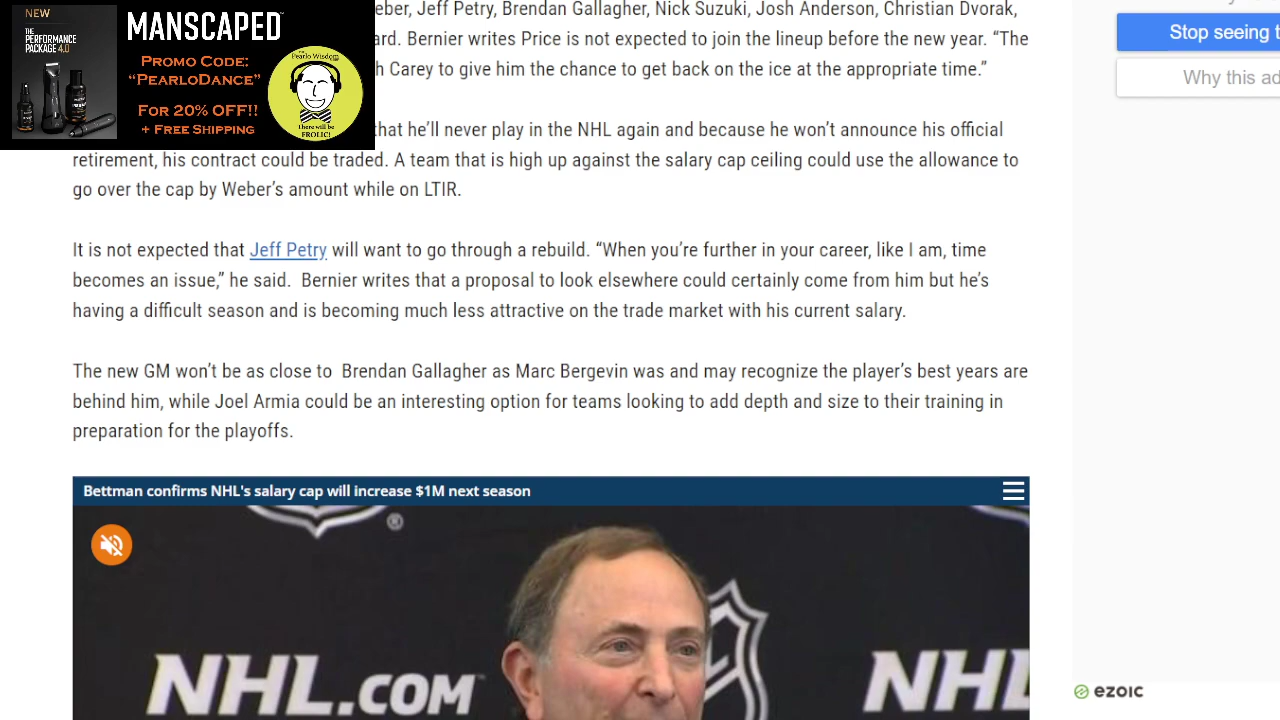 NEW
THE
PERFORMANCE
PACKAGE 4.0
MANSCAPED
PROMO CODE:
"PEARLODANCE"
FOR 20% OFF!!
+ FREE SHIPPING
Pearlo Wisdom
There will be
FROLIC!
eber, Jeff Petry, Brendan Gallagher, Nick Suzuki, Josh Anderson, Christian Dvorak,
ard. Bernier writes Price is not expected to join the lineup before the new year. “The
h Carey to give him the chance to get back on the ice at the appropriate time.”
that he’ll never play in the NHL again and because he won’t announce his official
retirement, his contract could be traded. A team that is high up against the salary cap ceiling could use the allowance to
go over the cap by Weber’s amount while on LTIR.
It is not expected that Jeff Petry will want to go through a rebuild. “When you’re further in your career, like I am, time
becomes an issue,” he said.  Bernier writes that a proposal to look elsewhere could certainly come from him but he’s
having a difficult season and is becoming much less attractive on the trade market with his current salary.
The new GM won’t be as close to  Brendan Gallagher as Marc Bergevin was and may recognize the player’s best years are
behind him, while Joel Armia could be an interesting option for teams looking to add depth and size to their training in
preparation for the playoffs.
Bettman confirms NHL's salary cap will increase $1M next season
NHL.COM
NHL
Stop seeing t
Why this ad
ezoic